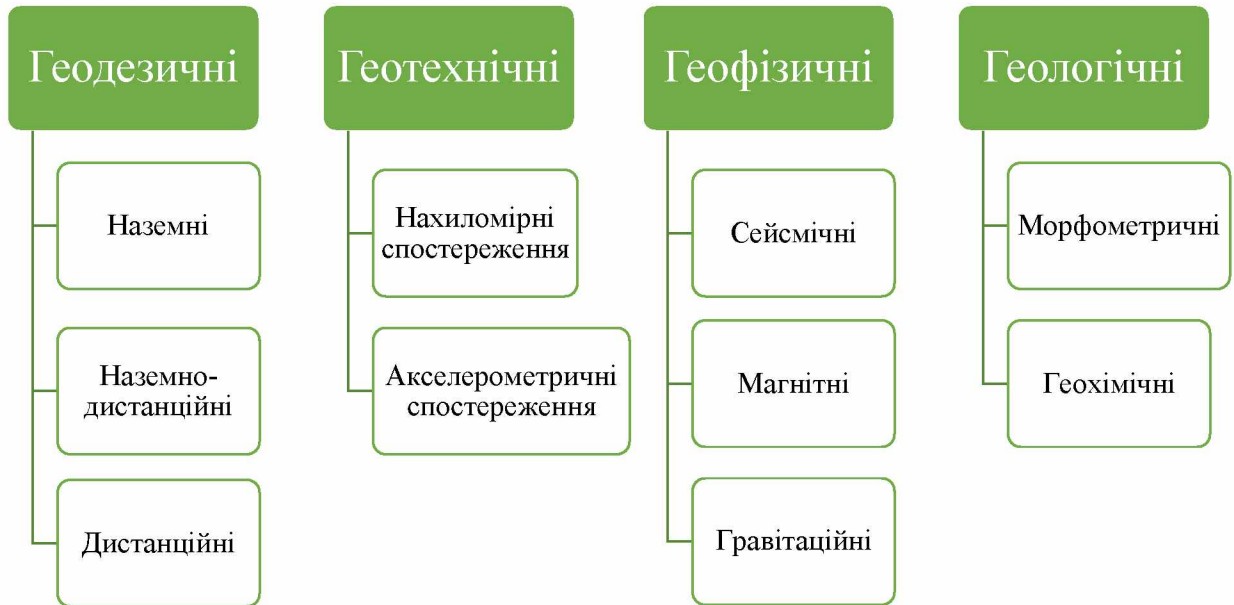 Геодезичні
Наземні
Наземно-
дистанційні
Дистанційні
Геотехнічні
Нахиломірні
спостереження
Акселерометричні
спостереження
Геофізичні
Сейсмічні
Магнітні
Гравітаційні
Геологічні
Морфометричні
Геохімічні